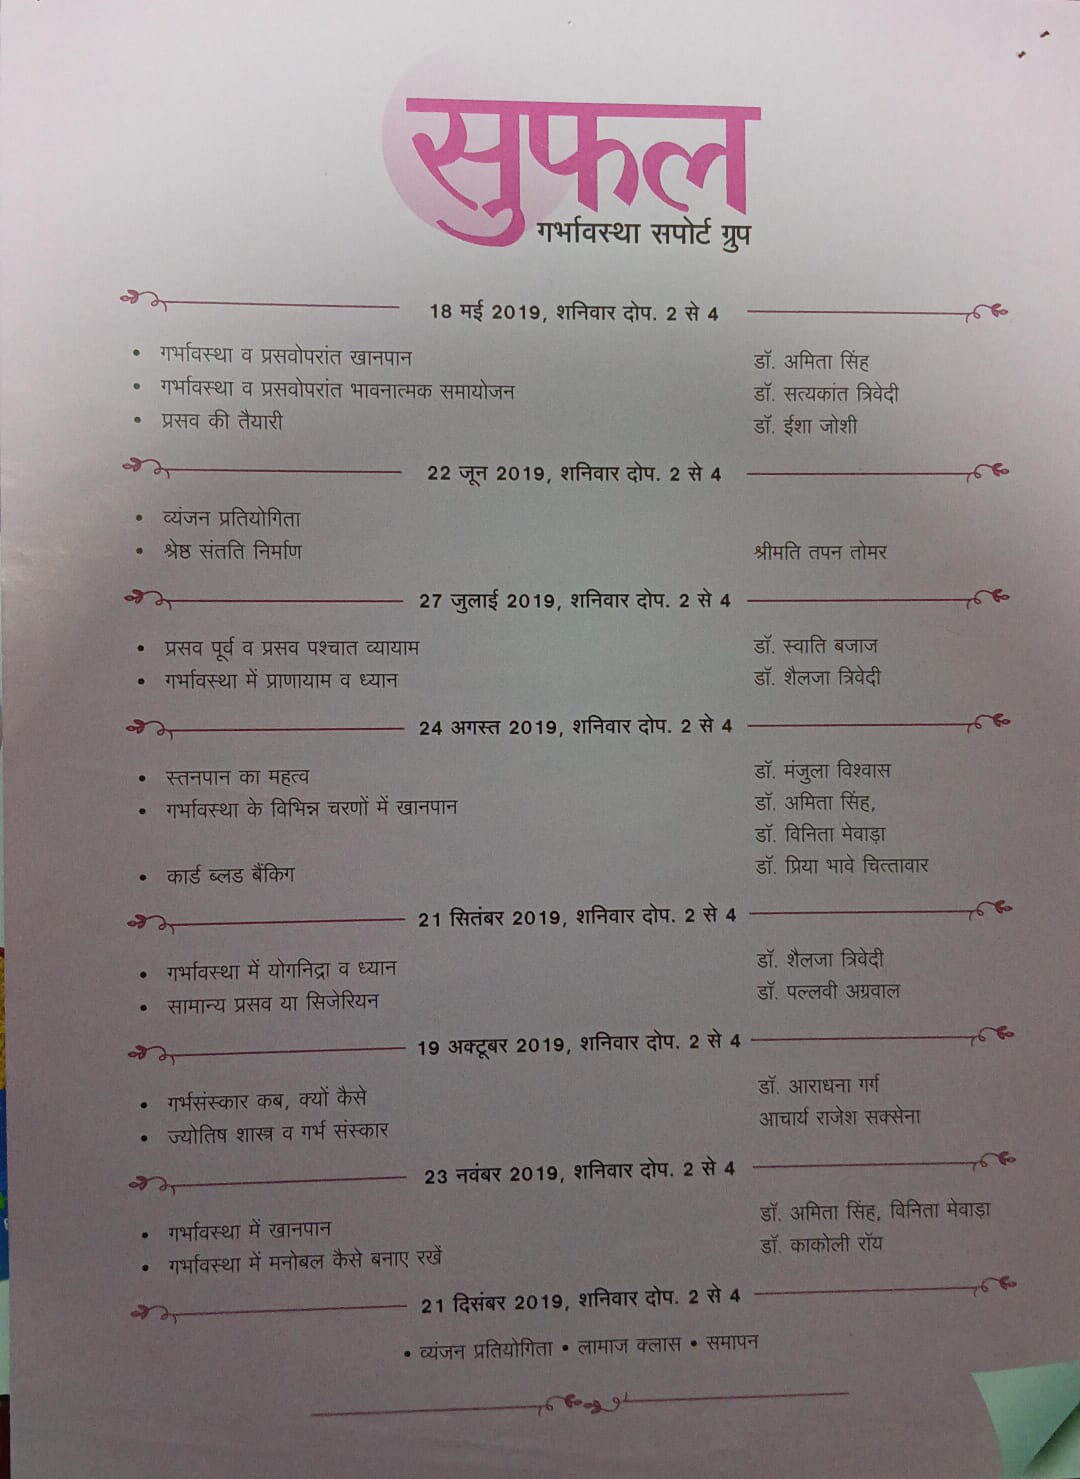 सुफल
गर्भावस्था सपोर्ट ग्रुप
18 मई 2019, शनिवार दोप. 2 से 4
• गर्भावस्था व प्रसवोपरांत खानपान डॉ. अमिता सिंह
• गर्भावस्था व प्रसवोपरांत भावनात्मक समायोजन डॉ. सत्यकांत त्रिवेदी
• प्रसव की तैयारी डॉ. ईशा जोशी
22 जून 2019, शनिवार दोप. 2 से 4
• व्यंजन प्रतियोगिता
• श्रेष्ठ संतति निर्माण श्रीमति तपन तोमर
27 जुलाई 2019, शनिवार दोप. 2 से 4
• प्रसव पूर्व व प्रसव पश्चात व्यायाम डॉ. स्वाति बजाज
• गर्भावस्था में प्राणायाम व ध्यान डॉ. शैलजा त्रिवेदी
24 अगस्त 2019, शनिवार दोप. 2 से 4
• स्तनपान का महत्व डॉ. मंजुला विश्वास
• गर्भावस्था के विभिन्न चरणों में खानपान डॉ. अमिता सिंह,
डॉ. विनिता मेवाड़ा
• कार्ड ब्लड बैंकिग डॉ. प्रिया भावे चित्तावार
21 सितंबर 2019, शनिवार दोप. 2 से 4
• गर्भावस्था में योगनिद्रा व ध्यान डॉ. शैलजा त्रिवेदी
• सामान्य प्रसव या सिजेरियन डॉ. पल्लवी अग्रवाल
19 अक्टूबर 2019, शनिवार दोप. 2 से 4
• गर्भसंस्कार कब, क्यों कैसे डॉ. आराधना गर्ग
• ज्योतिष शास्त्र व गर्भ संस्कार आचार्य राजेश सक्सेना
23 नवंबर 2019, शनिवार दोप. 2 से 4
• गर्भावस्था में खानपान डॉ. अमिता सिंह, विनिता मेवाड़ा
• गर्भावस्था में मनोबल कैसे बनाए रखें डॉ. काकोली रॉय
21 दिसंबर 2019, शनिवार दोप. 2 से 4
• व्यंजन प्रतियोगिता • लामाज क्लास • समापन